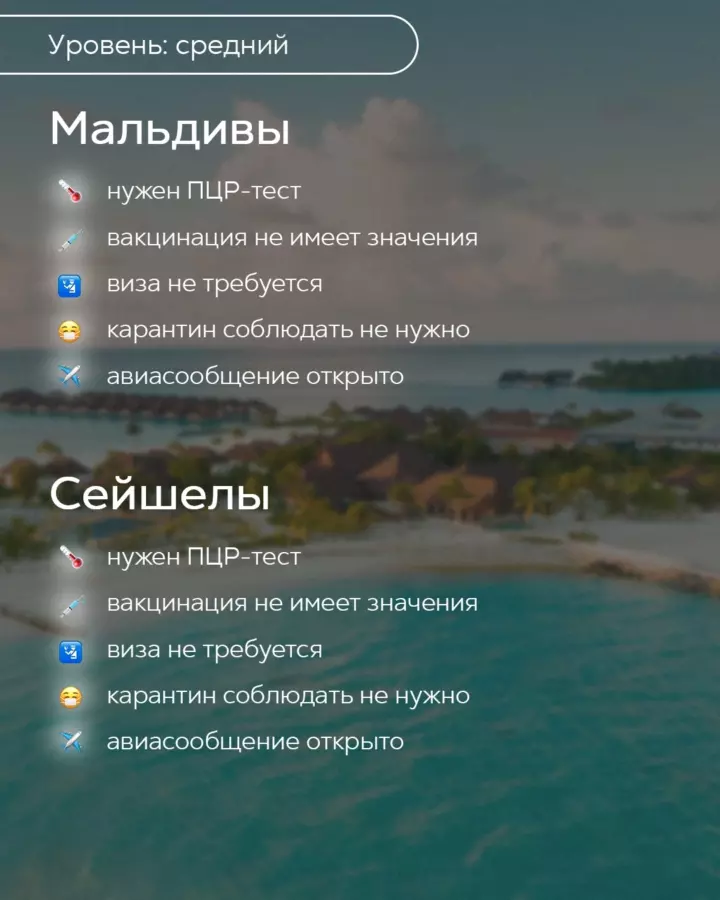 Уровень: средний
Мальдивы
нужен ПЦР-тест
вакцинация не имеет значения
виза не требуется
карантин соблюдать не нужно
авиасообщение открыто
Сейшелы
нужен ПЦР-тест
вакцинация не имеет значения
виза не требуется
карантин соблюдать не нужно
авиасообщение открыто